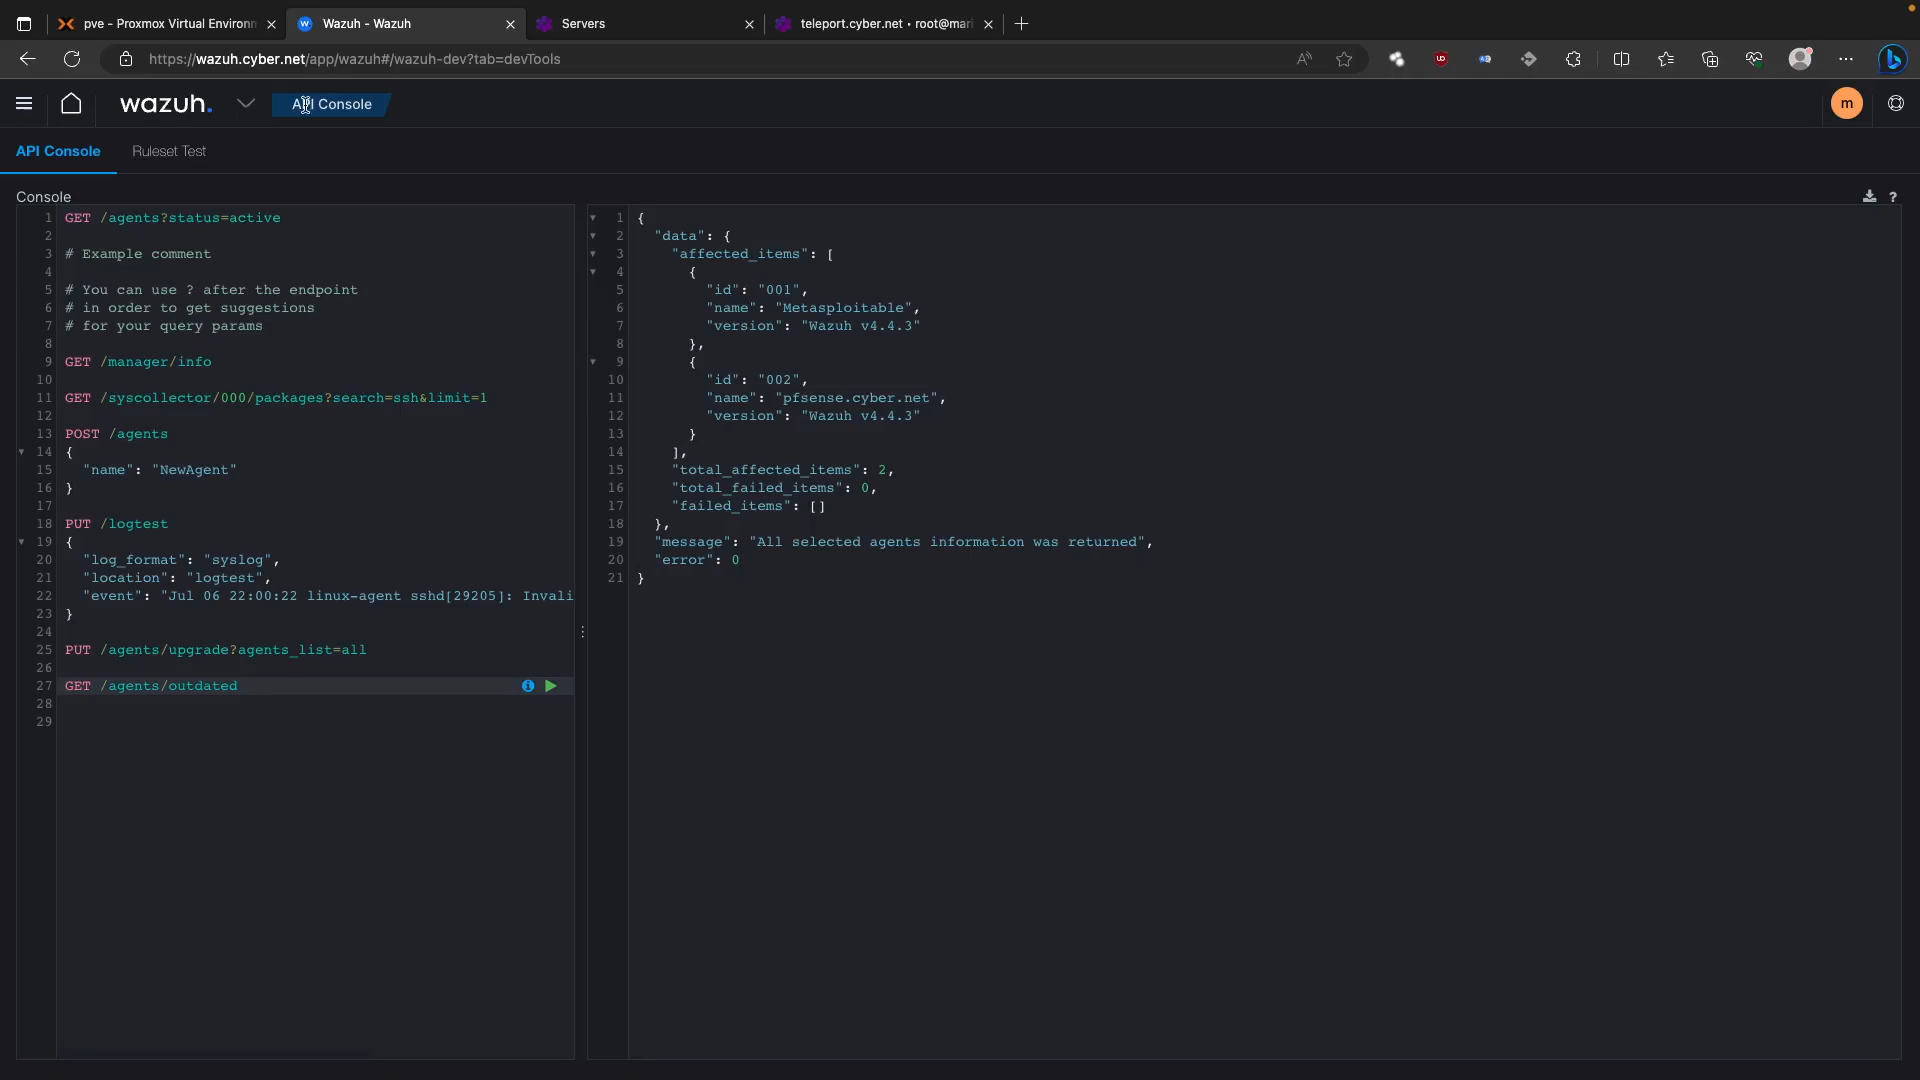 pve - Proxmox Virtual Environm
Wazuh - Wazuh
Servers
teleport.cyber.net • root@mari
https://wazuh.cyber.net/app/wazuh#/wazuh-dev?tab=devTools
wazuh.
API Console
m
API Console
Ruleset Test
Console
?
1 GET /agents?status=active
2
3 # Example comment
4
5 # You can use ? after the endpoint
6 # in order to get suggestions
7 # for your query params
8
9 GET /manager/info
10
11 GET /syscollector/000/packages?search=ssh&limit=1
12
13 POST /agents
14 {
15 "name": "NewAgent"
16 }
17
18 PUT /logtest
19 {
20 "log_format": "syslog",
21 "location": "logtest",
22 "event": "Jul 06 22:00:22 linux-agent sshd[29205]: Invali
23 }
24
25 PUT /agents/upgrade?agents_list=all
26
27 GET /agents/outdated
28
29
1 {
2 "data": {
3 "affected_items": [
4 {
5 "id": "001",
6 "name": "Metasploitable",
7 "version": "Wazuh v4.4.3"
8 },
9 {
10 "id": "002",
11 "name": "pfsense.cyber.net",
12 "version": "Wazuh v4.4.3"
13 }
14 ],
15 "total_affected_items": 2,
16 "total_failed_items": 0,
17 "failed_items": []
18 },
19 "message": "All selected agents information was returned",
20 "error": 0
21 }